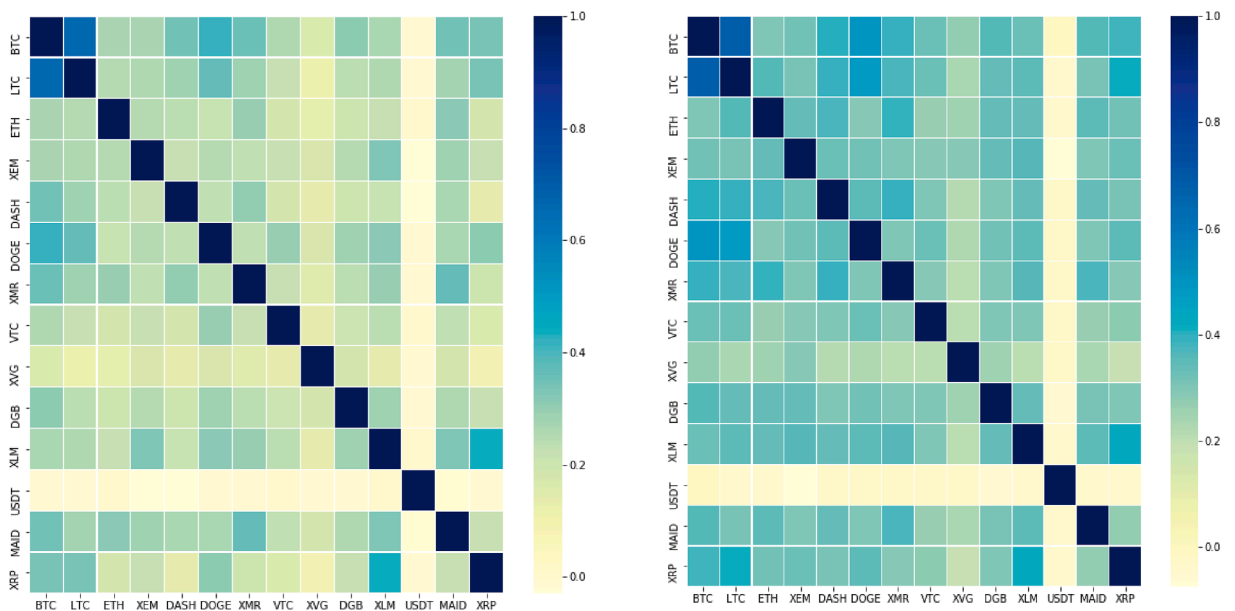 BTC
LTC
ETH
XEM
DASH
DOGE
XMR
VTC
XVG
DGB
XLM
USDT
MAID
XRP
BTC LTC ETH XEM DASH DOGE XMR VTC XVG DGB XLM USDT MAID XRP
1.0
0.8
0.6
0.4
0.2
0.0
BTC
LTC
ETH
XEM
DASH
DOGE
XMR
VTC
XVG
DGB
XLM
USDT
MAID
XRP
BTC LTC ETH XEM DASH DOGE XMR VTC XVG DGB XLM USDT MAID XRP
1.0
0.8
0.6
0.4
0.2
0.0